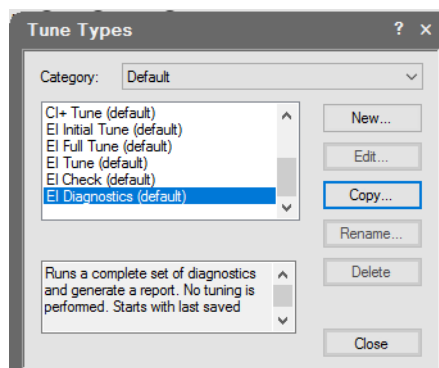 Tune Types ? ×
Category: Default
CI+ Tune (default)
EI Initial Tune (default)
EI Full Tune (default)
EI Tune (default)
EI Check (default)
EI Diagnostics (default)
New...
Edit...
Copy...
Rename...
Runs a complete set of diagnostics
and generate a report. No tuning is
performed. Starts with last saved
Delete
Close